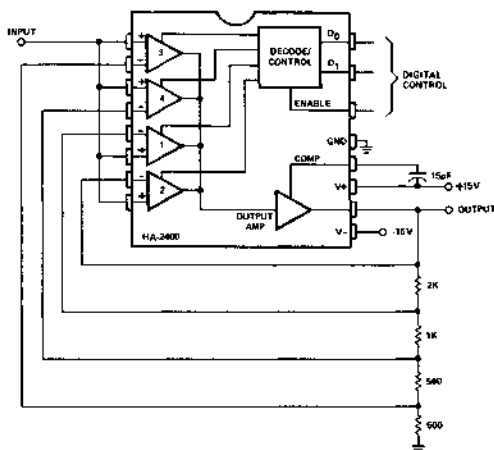 INPUT
3
4
1
2
DECODE/
CONTROL
D0
D1
ENABLE
DIGITAL
CONTROL
GND
COMP
15pF
V+
+15V
OUTPUT
AMP
OUTPUT
V-
-15V
HA-2400
2K
1K
500
500